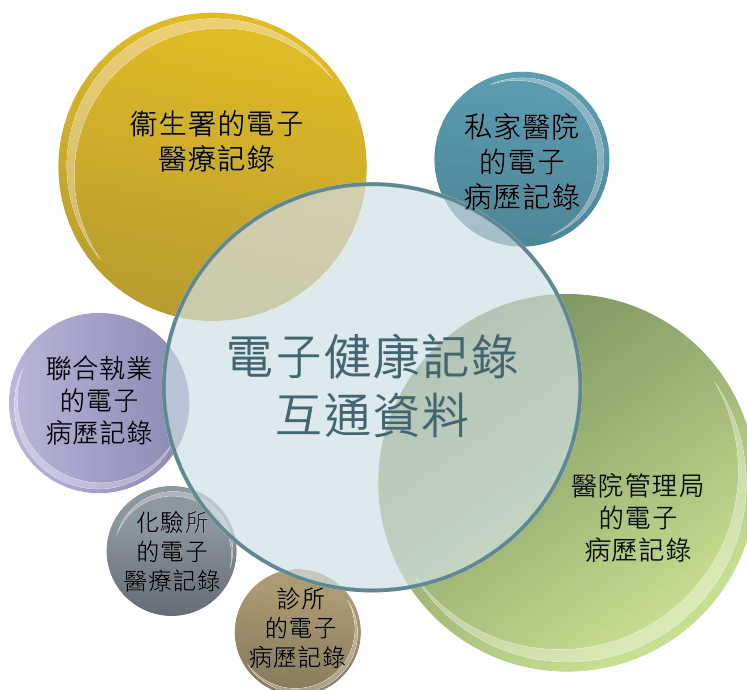 衞生署的電子
醫療記錄
私家醫院
的電子
病歷記錄
電子健康記錄
互通資料
聯合執業
的電子
病歷記錄
醫院管理局
的電子
病歷記錄
化驗所
的電子
醫療記錄
診所
的電子
病歷記錄